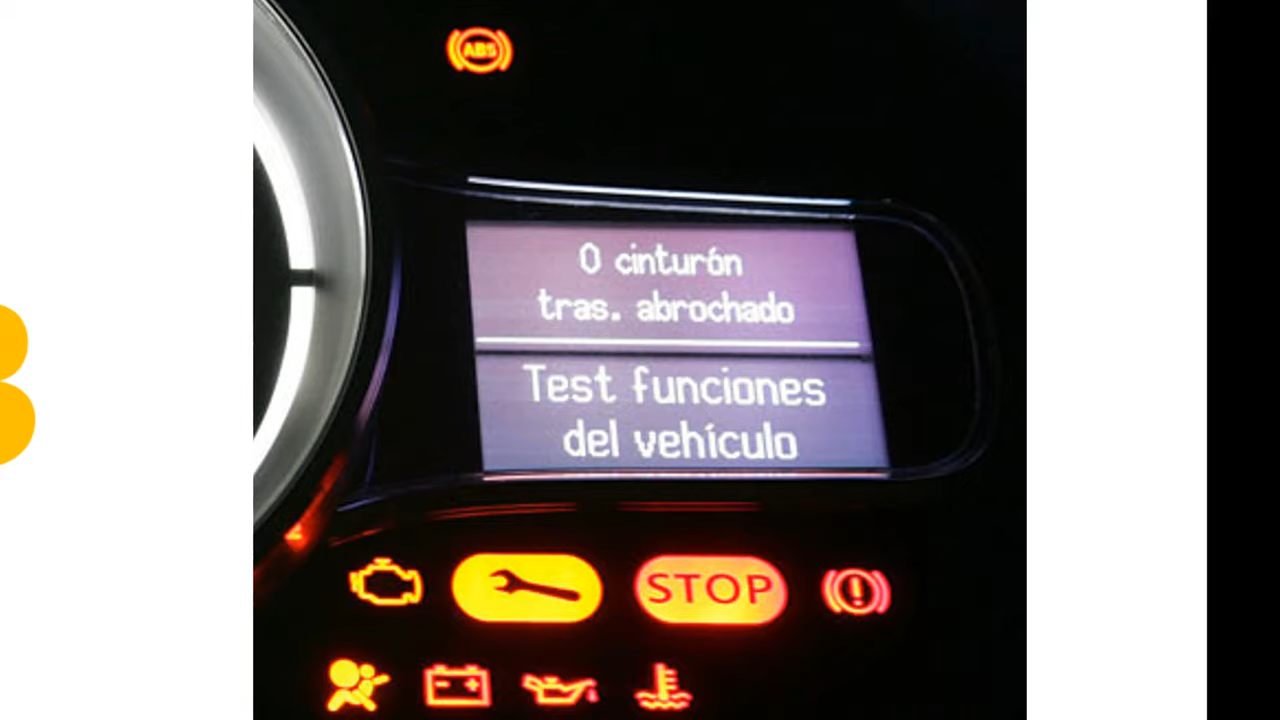 ABS
0 cinturón
tras. abrochado
Test funciones
del vehículo
STOP